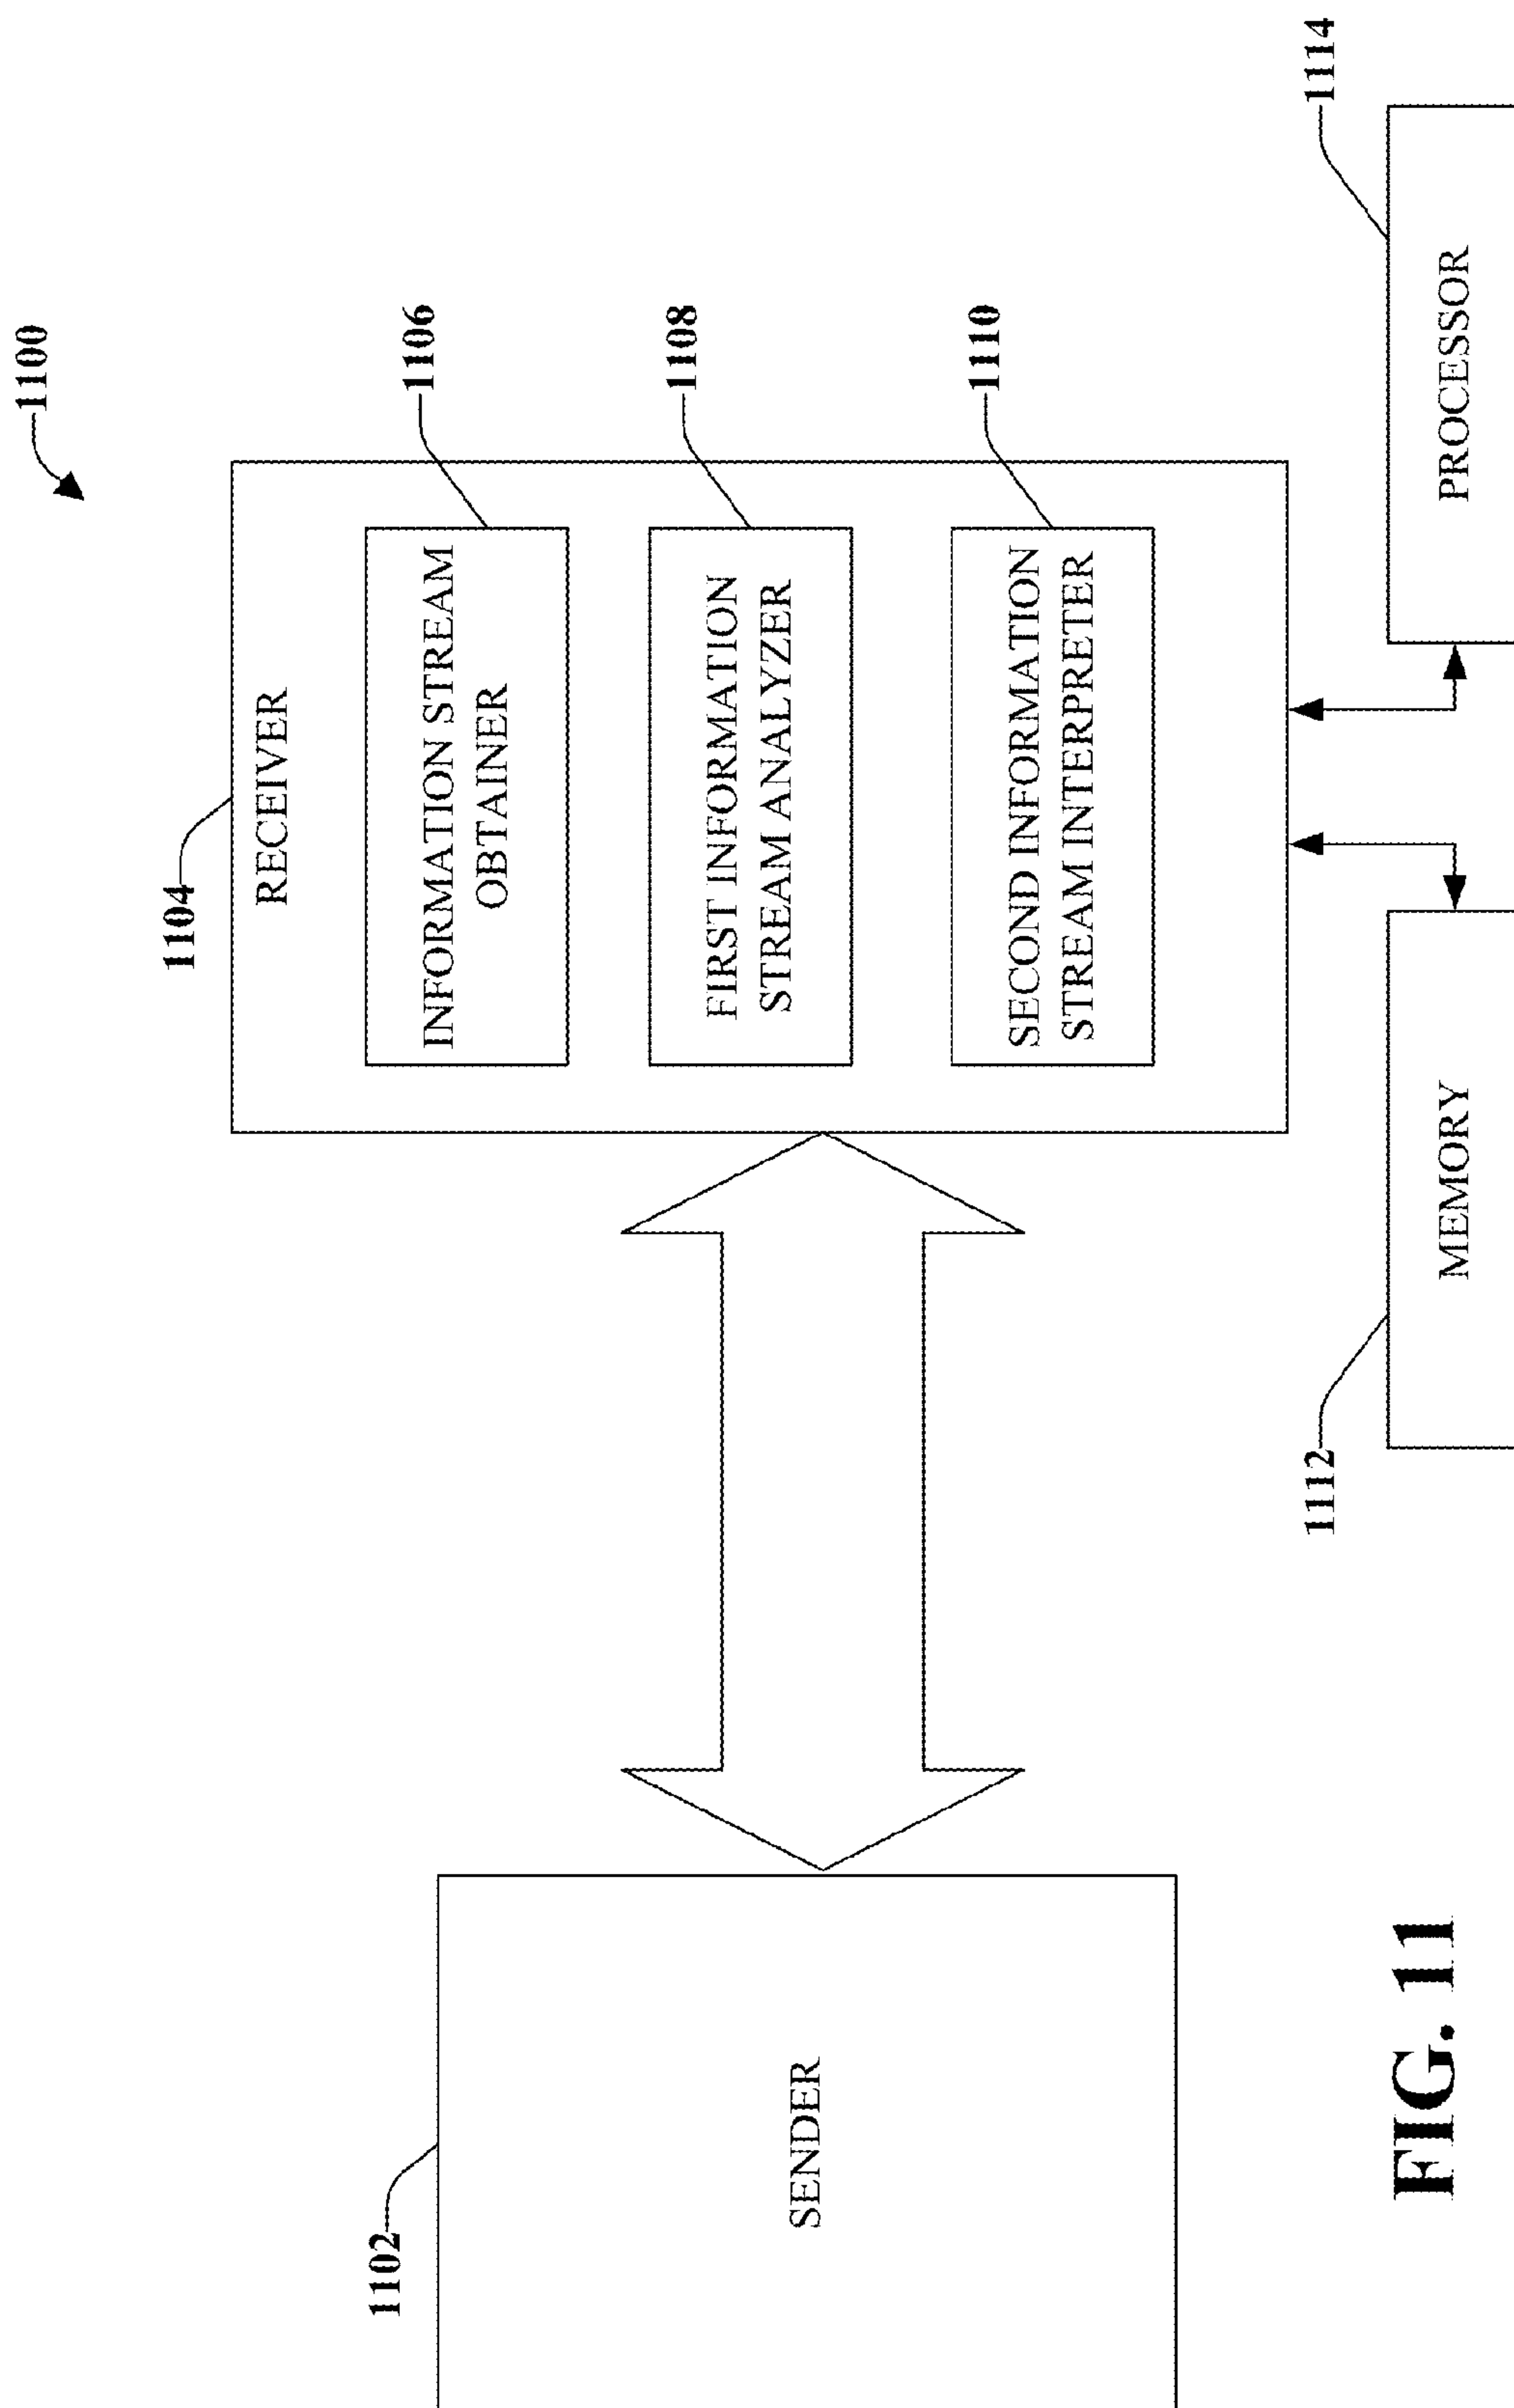 1100
1104
RECEIVER
1106
INFORMATION STREAM
OBTAINER
1108
FIRST INFORMATION
STREAM ANALYZER
1110
SECOND INFORMATION
STREAM INTERPRETER
1102
SENDER
1112
MEMORY
1114
PROCESSOR
FIG. 11